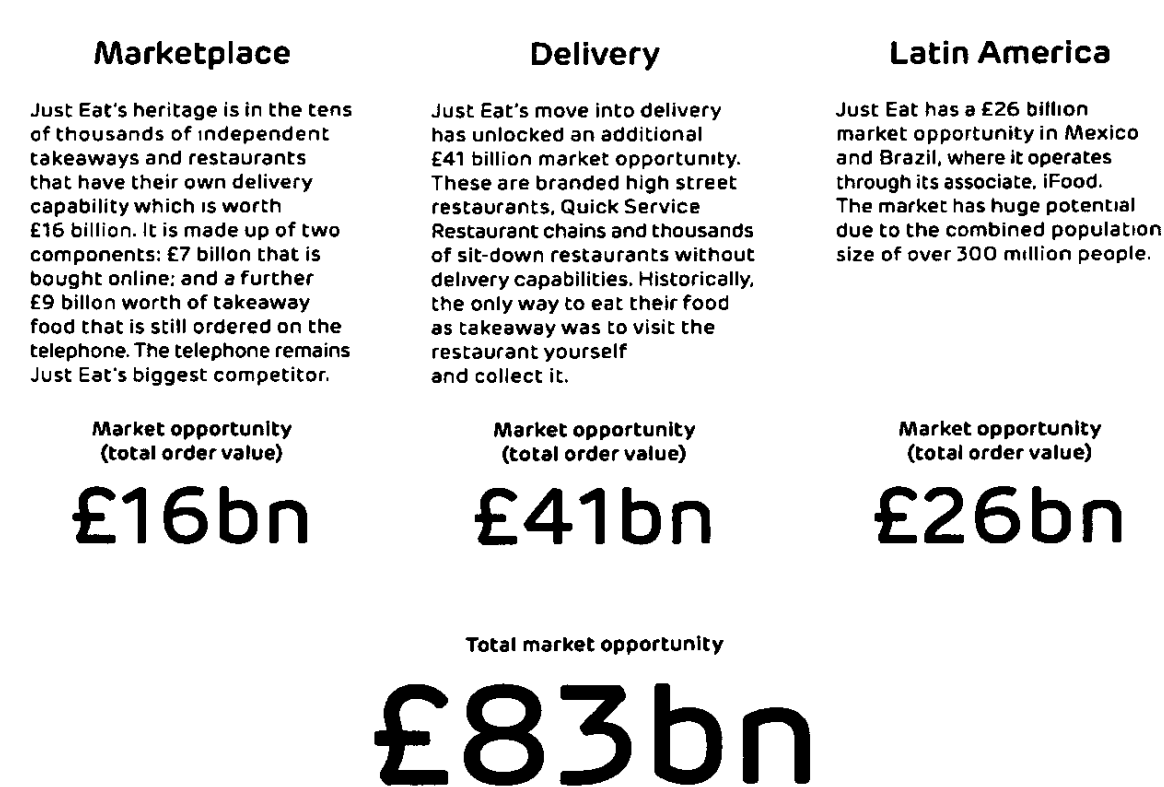 Marketplace
Just Eat's heritage is in the tens
of thousands of independent
takeaways and restaurants
that have their own delivery
capability which is worth
£16 billion. It is made up of two
components: £7 billon that is
bought online; and a further
£9 billon worth of takeaway
food that is still ordered on the
telephone. The telephone remains
Just Eat's biggest competitor.
Market opportunity
(total order value)
£16bn
Delivery
Just Eat's move into delivery
has unlocked an additional
£41 billion market opportunity.
These are branded high street
restaurants, Quick Service
Restaurant chains and thousands
of sit-down restaurants without
delivery capabilities. Historically,
the only way to eat their food
as takeaway was to visit the
restaurant yourself
and collect it.
Market opportunity
(total order value)
£41bn
Latin America
Just Eat has a £26 billion
market opportunity in Mexico
and Brazil, where it operates
through its associate, iFood.
The market has huge potential
due to the combined population
size of over 300 million people.
Market opportunity
(total order value)
£26bn
Total market opportunity
£83bn